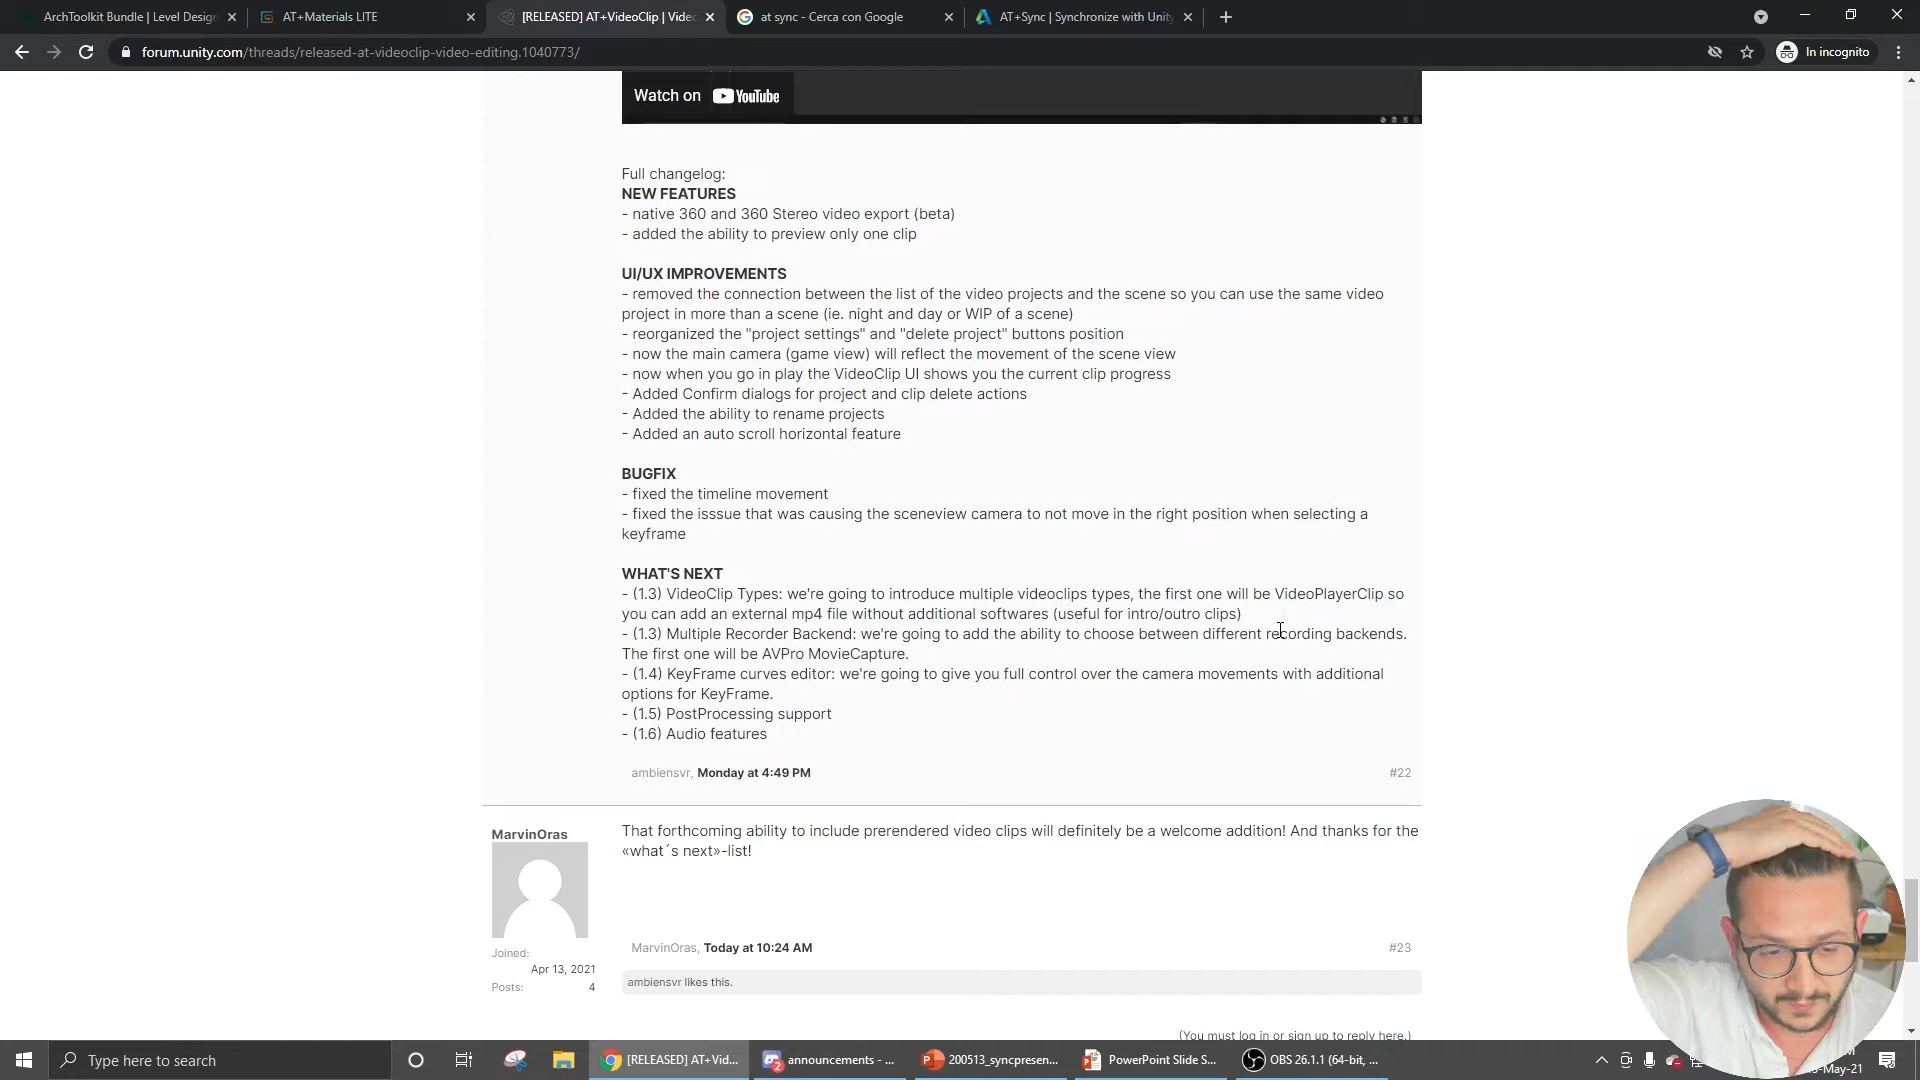 ArchToolkit Bundle | Level Design
AT+Materials LITE
[RELEASED] AT+VideoClip | Video
at sync - Cerca con Google
AT+Sync | Synchronize with Unity
forum.unity.com/threads/released-at-videoclip-video-editing.1040773/
In incognito
Watch on YouTube
Full changelog:
NEW FEATURES
- native 360 and 360 Stereo video export (beta)
- added the ability to preview only one clip
UI/UX IMPROVEMENTS
- removed the connection between the list of the video projects and the scene so you can use the same video
project in more than a scene (ie. night and day or WIP of a scene)
- reorganized the "project settings" and "delete project" buttons position
- now the main camera (game view) will reflect the movement of the scene view
- now when you go in play the VideoClip UI shows you the current clip progress
- Added Confirm dialogs for project and clip delete actions
- Added the ability to rename projects
- Added an auto scroll horizontal feature
BUGFIX
- fixed the timeline movement
- fixed the isssue that was causing the sceneview camera to not move in the right position when selecting a
keyframe
WHAT'S NEXT
- (1.3) VideoClip Types: we're going to introduce multiple videoclips types, the first one will be VideoPlayerClip so
you can add an external mp4 file without additional softwares (useful for intro/outro clips)
- (1.3) Multiple Recorder Backend: we're going to add the ability to choose between different recording backends.
The first one will be AVPro MovieCapture.
- (1.4) KeyFrame curves editor: we're going to give you full control over the camera movements with additional
options for KeyFrame.
- (1.5) PostProcessing support
- (1.6) Audio features
ambiensvr, Monday at 4:49 PM #22
MarvinOras
That forthcoming ability to include prerendered video clips will definitely be a welcome addition! And thanks for the
«what´s next»-list!
Joined:
Apr 13, 2021
Posts: 4
MarvinOras, Today at 10:24 AM #23
ambiensvr likes this.
(You must log in or sign up to reply here.)
Type here to search
[RELEASED] AT+Vid...
2
announcements - ...
200513_syncpresen...
PowerPoint Slide S...
OBS 26.1.1 (64-bit, ...
-May-21